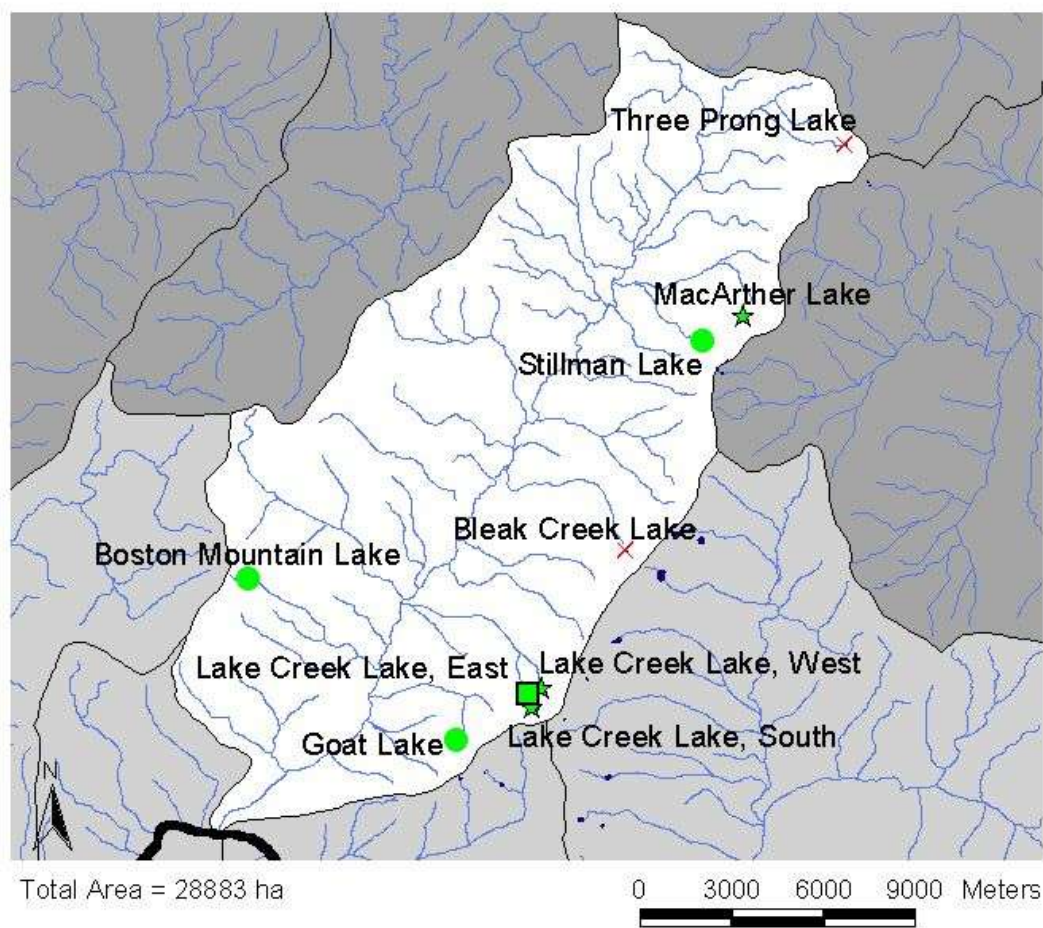 Three Prong Lake
MacArther Lake
Stillman Lake
Bleak Creek Lake
Boston Mountain Lake
Lake Creek Lake, East
Lake Creek Lake, West
Goat Lake
Lake Creek Lake, South
N
Total Area = 28883 ha
0 3000 6000 9000 Meters